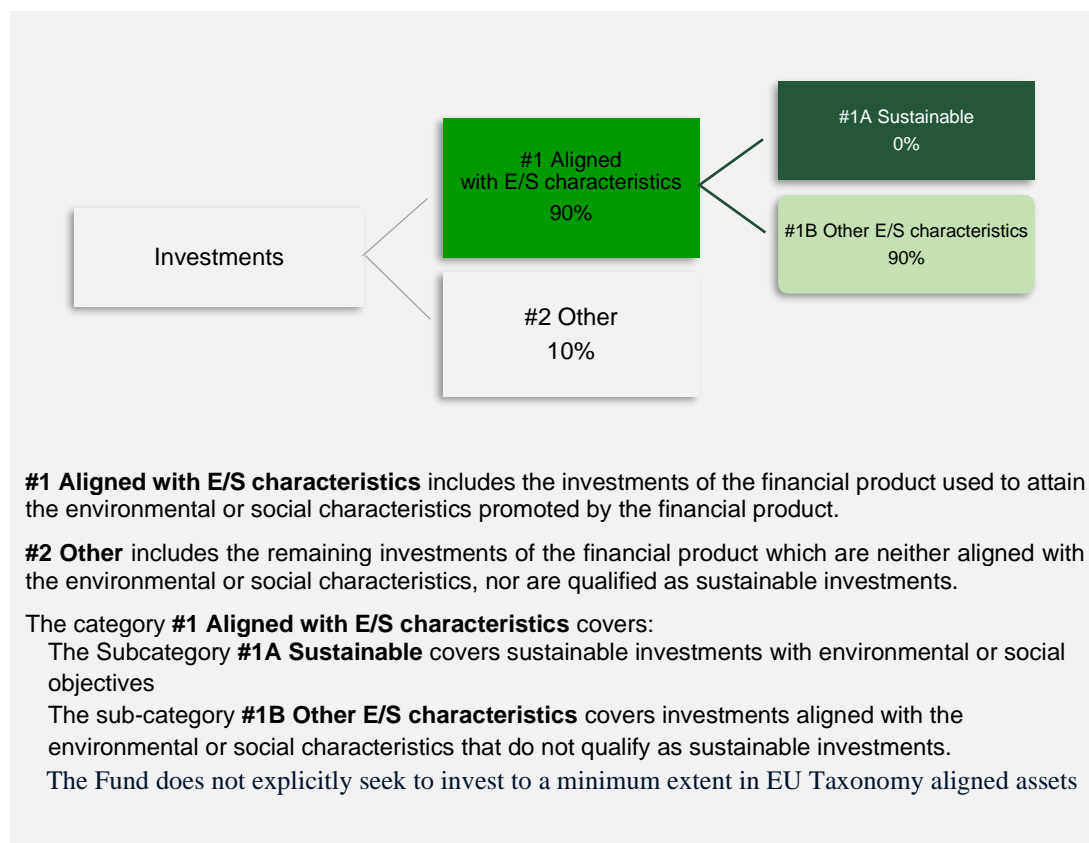 Investments
#1 Aligned
with E/S characteristics
90%
#2 Other
10%
#1A Sustainable
0%
#1B Other E/S characteristics
90%
#1 Aligned with E/S characteristics includes the investments of the financial product used to attain
the environmental or social characteristics promoted by the financial product.
#2 Other includes the remaining investments of the financial product which are neither aligned with
the environmental or social characteristics, nor are qualified as sustainable investments.
The category #1 Aligned with E/S characteristics covers:
The Subcategory #1A Sustainable covers sustainable investments with environmental or social
objectives
The sub-category #1B Other E/S characteristics covers investments aligned with the
environmental or social characteristics that do not qualify as sustainable investments.
The Fund does not explicitly seek to invest to a minimum extent in EU Taxonomy aligned assets